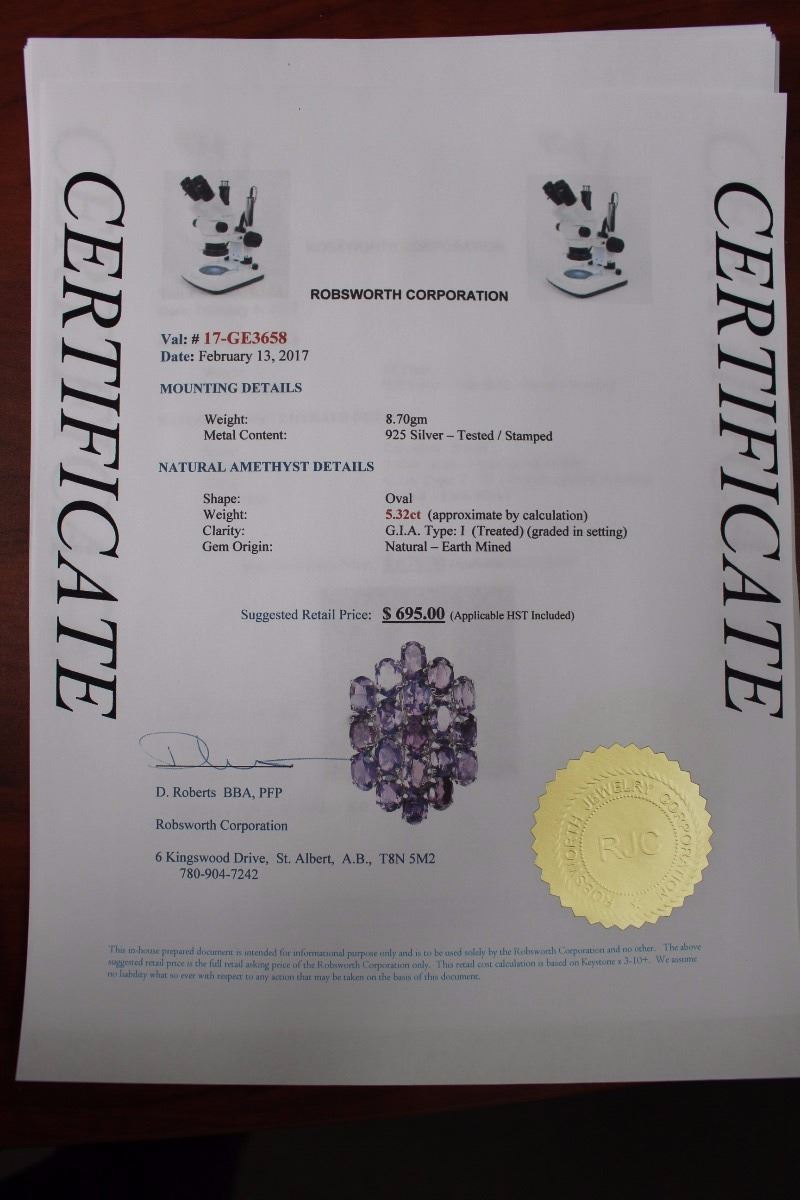 CERTIFICATE
CERTIFICATE
ROBSWORTH CORPORATION
Val: # 17-GE3658
Date: February 13, 2017
MOUNTING DETAILS
Weight: 8.70gm
Metal Content: 925 Silver – Tested / Stamped
NATURAL AMETHYST DETAILS
Shape: Oval
Weight: 5.32ct (approximate by calculation)
Clarity: G.I.A. Type: I (Treated) (graded in setting)
Gem Origin: Natural – Earth Mined
Suggested Retail Price: $ 695.00 (Applicable HST Included)
D. Roberts BBA, PFP
Robsworth Corporation
6 Kingswood Drive, St. Albert, A.B., T8N 5M2
780-904-7242
ROBSWORTH JEWELRY CORPORATION
RJC
This in-house prepared document is intended for informational purpose only and is to be used solely by the Robsworth Corporation and no other. The above
suggested retail price is the full retail asking price of the Robsworth Corporation only. This retail cost calculation is based on Keystone x 3-10+. We assume
no liability what so ever with respect to any action that may be taken on the basis of this document.